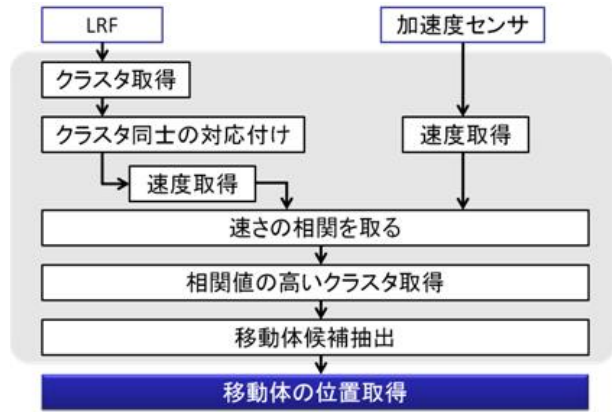 LRF
加速度センサ
クラスタ取得
クラスタ同士の対応付け
速度取得
速度取得
速さの相関を取る
相関値の高いクラスタ取得
移動体候補抽出
移動体の位置取得